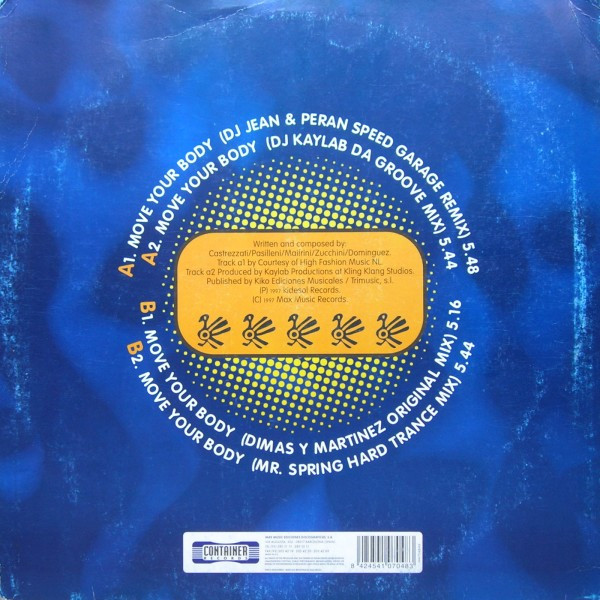 A1. MOVE YOUR BODY (DJ JEAN & PERAN SPEED GARAGE REMIX) 5.48
A2. MOVE YOUR BODY (DJ KAYLAB DA GROOVE MIX) 5.44
Written and composed by:
Castrezzati/Pasilleni/Mairini/Zucchini/Dominguez.
Track a1 by Courtesy of High Fashion Music NL.
Track a2 Produced by Kaylab Productions at Kling Klang Studios.
Published by Kika Ediciones Musicales / Trimusic, s.l.
(P) 1997 Kidesol Records.
(C) 1997 Max Music Records.
B1. MOVE YOUR BODY (DIMAS Y MARTINEZ ORIGINAL MIX) 5.16
B2. MOVE YOUR BODY (MR. SPRING HARD TRANCE MIX) 5.44
CONTAINER
RECORDS
8 424541 070483